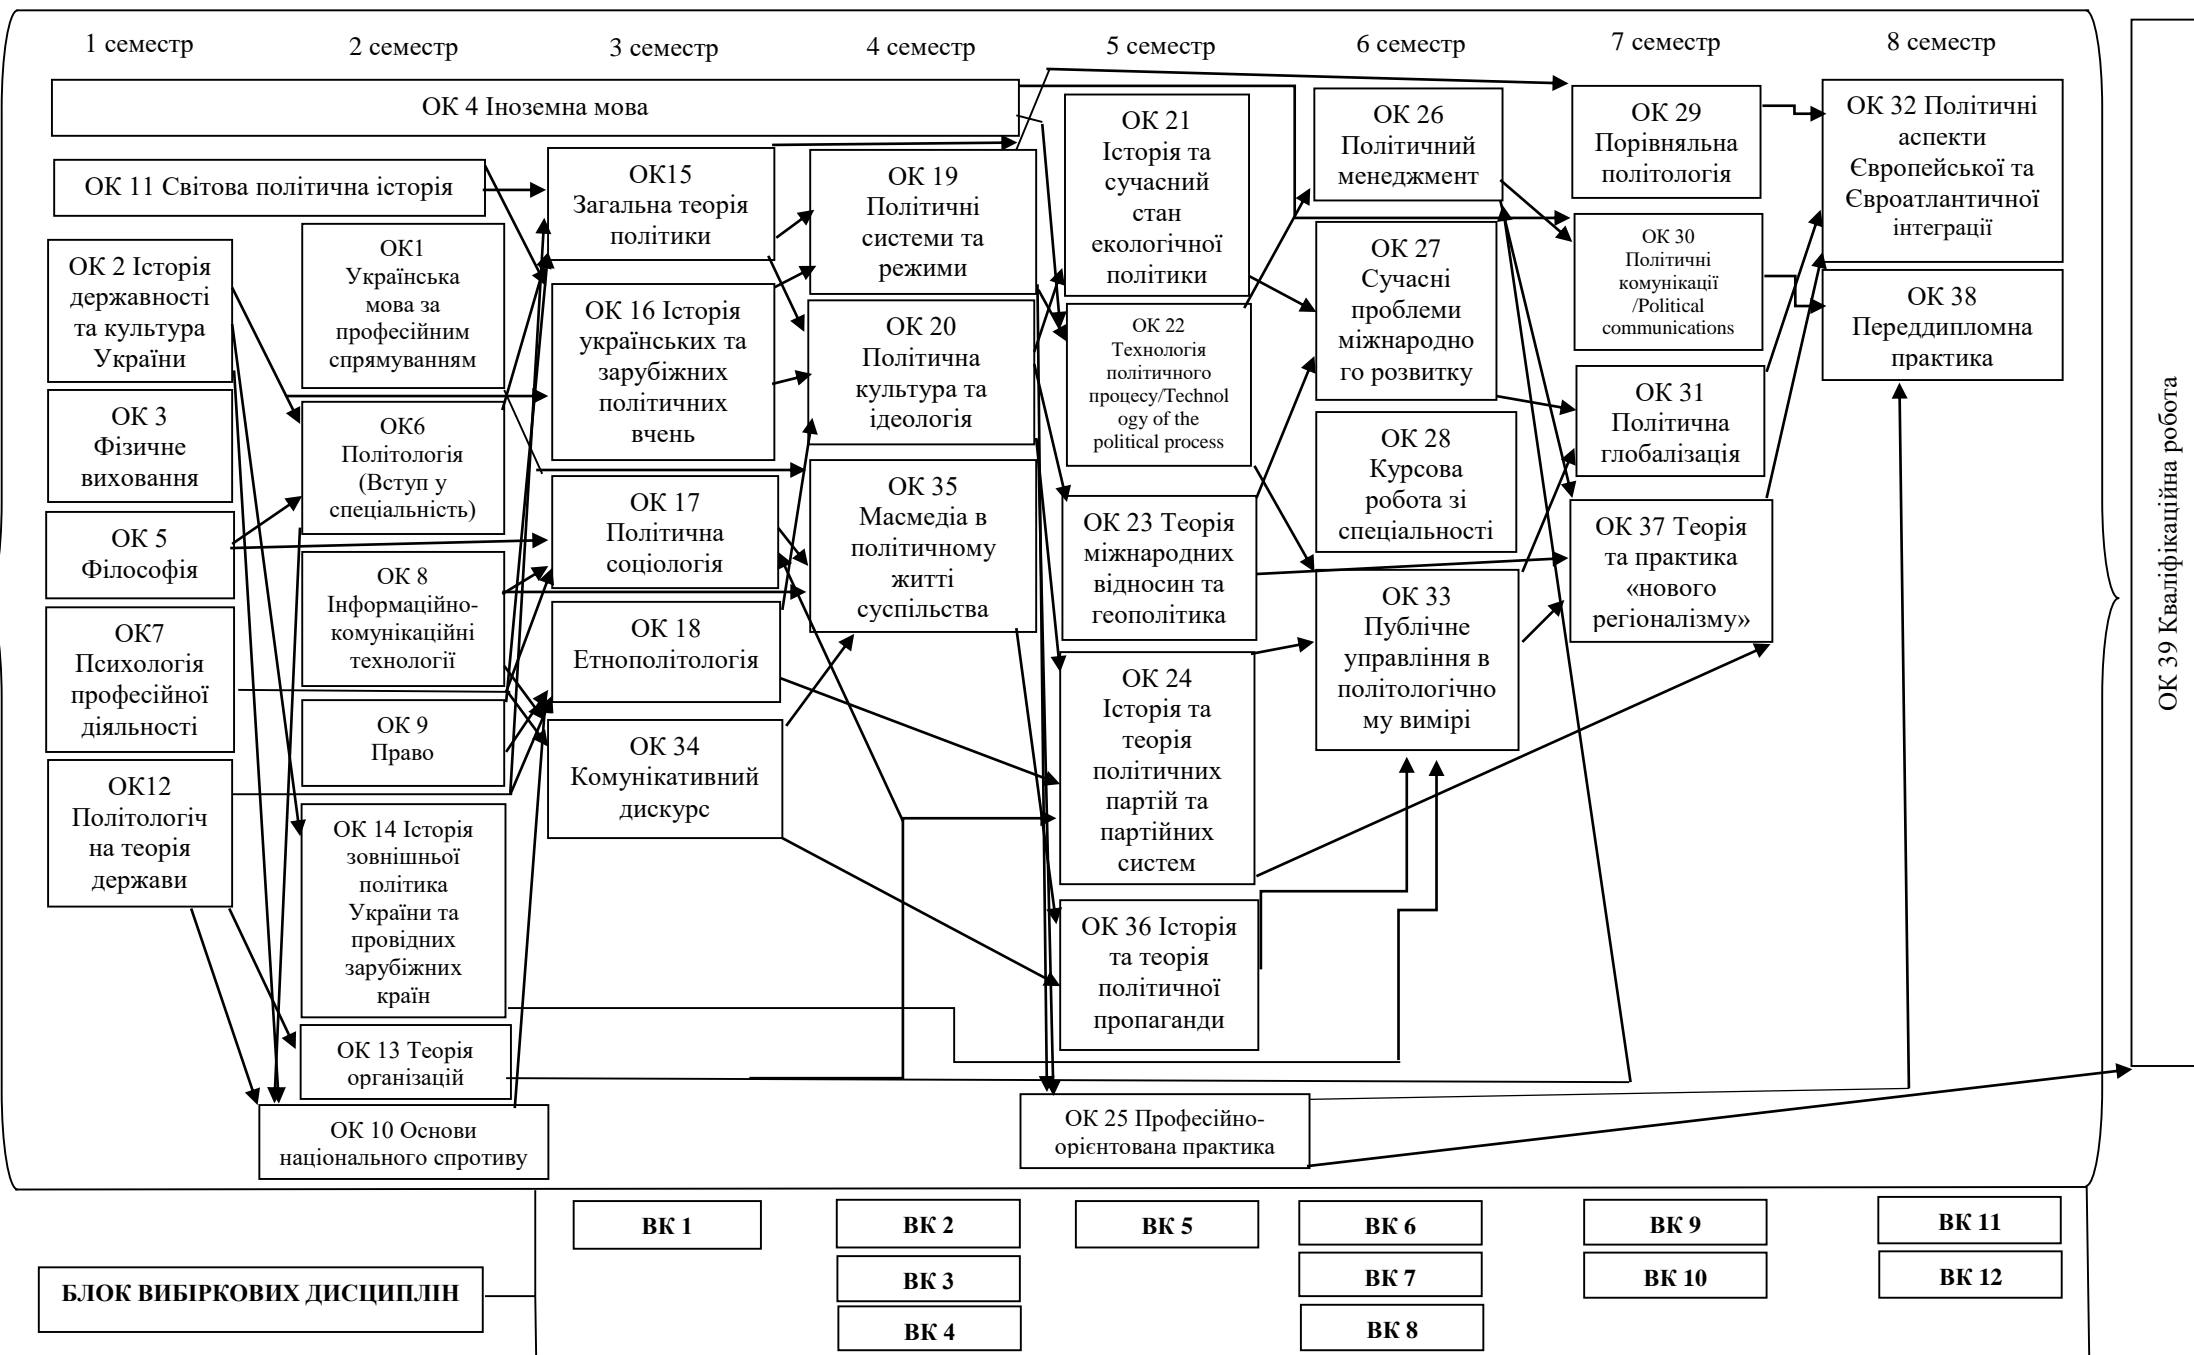 1 семестр
2 семестр
3 семестр
4 семестр
5 семестр
6 семестр
7 семестр
8 семестр
ОК 4 Іноземна мова
ОК 11 Світова політична історія
ОК 2 Історія
державності
та культура
України
ОК 3
Фізичне
виховання
ОК 5
Філософія
ОК7
Психологія
професійної
діяльності
ОК12
Політологіч
на теорія
держави
ОК1
Українська
мова за
професійним
спрямуванням
ОК6
Політологія
(Вступ у
спеціальність)
ОК 8
Інформаційно-
комунікаційні
технології
ОК 9
Право
ОК 14 Історія
зовнішньої
політика
України та
провідних
зарубіжних
країн
ОК 13 Теорія
організацій
ОК 10 Основи
національного спротиву
ОК15
Загальна теорія
політики
ОК 16 Історія
українських та
зарубіжних
політичних
вчень
ОК 17
Політична
соціологія
ОК 18
Етнополітологія
ОК 34
Комунікативний
дискурс
ОК 19
Політичні
системи та
режими
ОК 20
Політична
культура та
ідеологія
ОК 35
Масмедіа в
політичному
житті
суспільства
ОК 21
Історія та
сучасний
стан
екологічної
політики
ОК 22
Технологія
політичного
процесу/Technol
ogy of the
political process
ОК 23 Теорія
міжнародних
відносин та
геополітика
ОК 24
Історія та
теорія
політичних
партій та
партійних
систем
ОК 36 Історія
та теорія
політичної
пропаганди
ОК 25 Професійно-
орієнтована практика
ОК 26
Політичний
менеджмент
ОК 27
Сучасні
проблеми
міжнародно
го розвитку
ОК 28
Курсова
робота зі
спеціальності
ОК 33
Публічне
управління в
політологічно
му вимірі
ОК 29
Порівняльна
політологія
ОК 30
Політичні
комунікації
/Political
communications
ОК 31
Політична
глобалізація
ОК 37 Теорія
та практика
«нового
регіоналізму»
ОК 32 Політичні
аспекти
Європейської та
Євроатлантичної
інтеграції
ОК 38
Переддипломна
практика
ОК 39 Кваліфікаційна робота
БЛОК ВИБІРКОВИХ ДИСЦИПЛІН
ВК 1
ВК 2
ВК 3
ВК 4
ВК 5
ВК 6
ВК 7
ВК 8
ВК 9
ВК 10
ВК 11
ВК 12